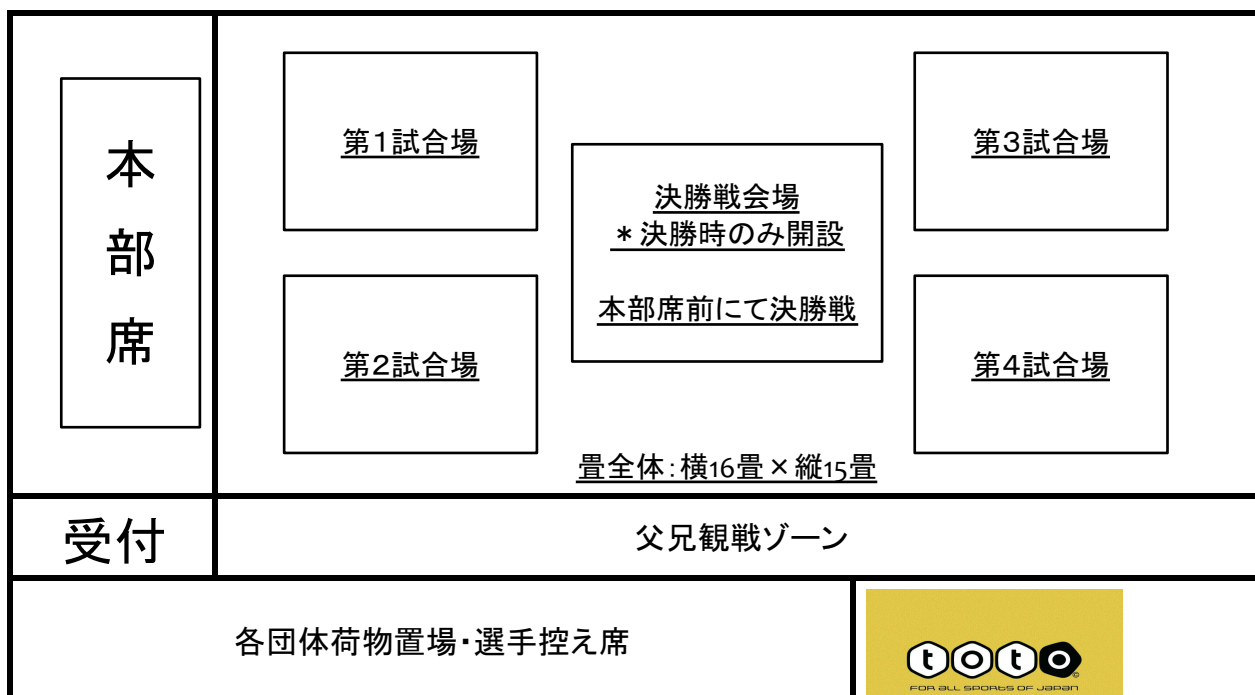 本部席
第1試合場
第2試合場
決勝戦会場
＊決勝時のみ開設
本部席前にて決勝戦
第3試合場
第4試合場
畳全体：横16畳×縦15畳
受付
父兄観戦ゾーン
各団体荷物置場・選手控え席
toto
FOR ALL SPORTS OF JAPAN